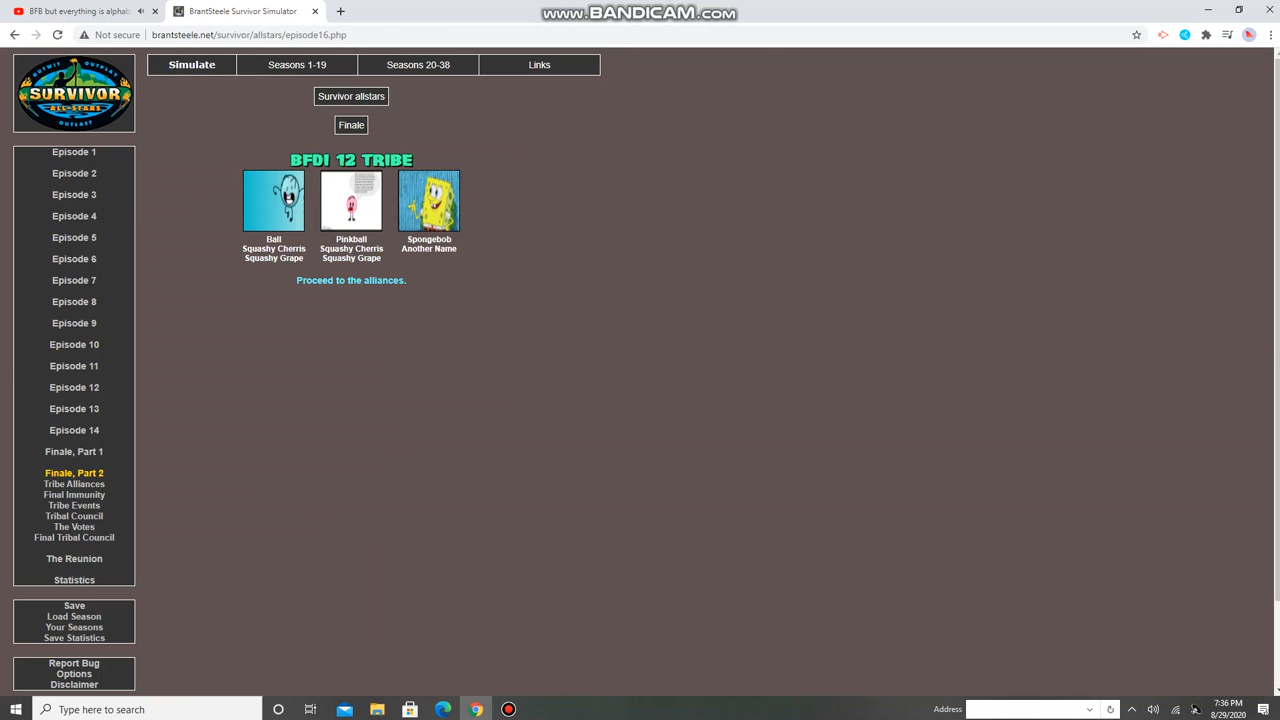 BFB but everything is alphab
BrantSteele Survivor Simulator
www.BANDICAM.com
Not secure
brantsteele.net/survivor/allstars/episode16.php
OUTWIT OUTPLAY
SURVIVOR
ALL-STARS
OUTLAST
Simulate
Seasons 1-19
Seasons 20-38
Links
Survivor allstars
Finale
BFDI 12 TRIBE
Ball
Squashy Cherris
Squashy Grape
Pinkball
Squashy Cherris
Squashy Grape
Spongebob
Another Name
Proceed to the alliances.
Episode 1
Episode 2
Episode 3
Episode 4
Episode 5
Episode 6
Episode 7
Episode 8
Episode 9
Episode 10
Episode 11
Episode 12
Episode 13
Episode 14
Finale, Part 1
Finale, Part 2
Tribe Alliances
Final Immunity
Tribe Events
Tribal Council
The Votes
Final Tribal Council
The Reunion
Statistics
Save
Load Season
Your Seasons
Save Statistics
Report Bug
Options
Disclaimer
Type here to search
Address
7:36 PM
8/29/2020